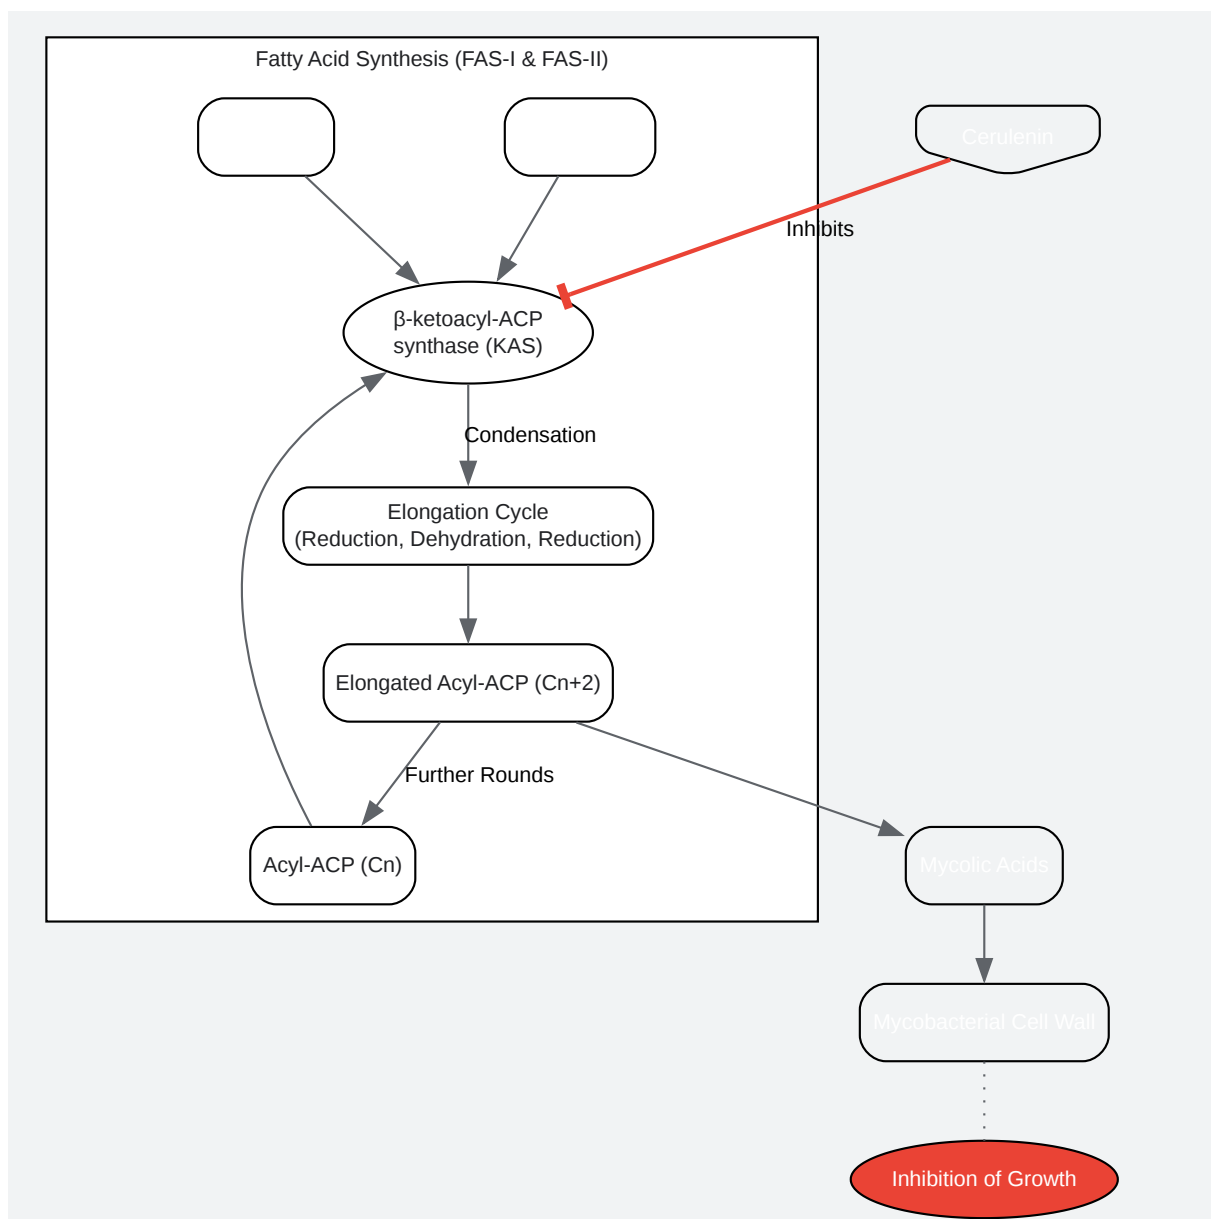 Fatty Acid Synthesis (FAS-I & FAS-II)
Cerulenin
Inhibits
β-ketoacyl-ACP
synthase (KAS)
Condensation
Elongation Cycle
(Reduction, Dehydration, Reduction)
Elongated Acyl-ACP (Cn+2)
Further Rounds
Acyl-ACP (Cn)
Mycolic Acids
Mycobacterial Cell Wall
Inhibition of Growth